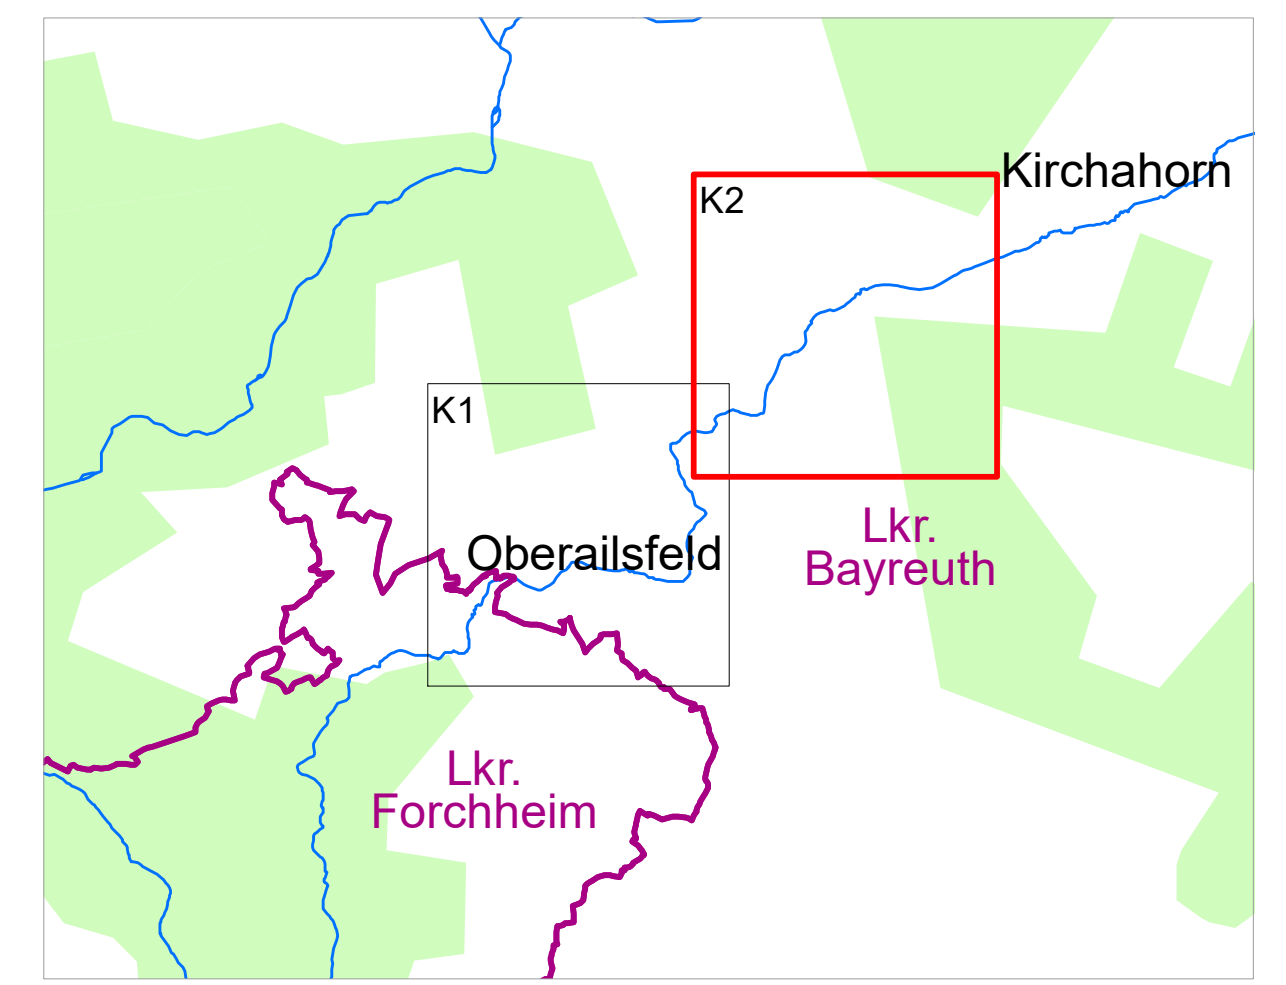 Kirchahorn
K2
K1
Oberailsfeld
Lkr.
Bayreuth
Lkr.
Forchheim